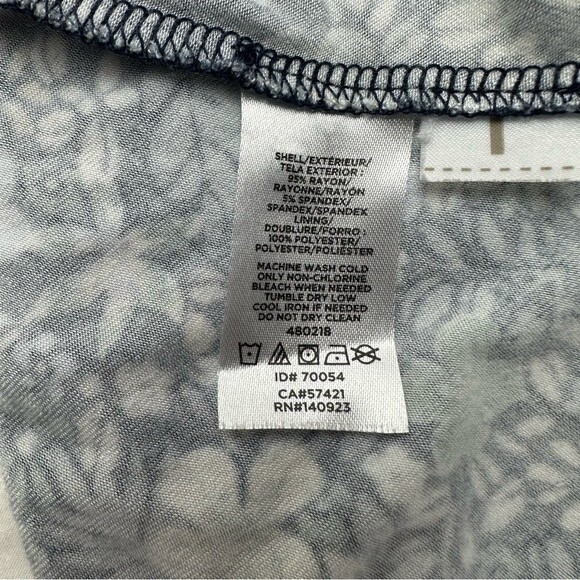 SHELL/EXTÉRIEUR/
TELA EXTERIOR :
95% RAYON/
RAYONNE/RAYÓN
5% SPANDEX/
SPANDEX/SPANDEX
LINING/
DOUBLURE/FORRO :
100% POLYESTER/
POLYESTER/POLIÉSTER
MACHINE WASH COLD
ONLY NON-CHLORINE
BLEACH WHEN NEEDED
TUMBLE DRY LOW
COOL IRON IF NEEDED
DO NOT DRY CLEAN
480218
ID# 70054
CA#57421
RN#140923